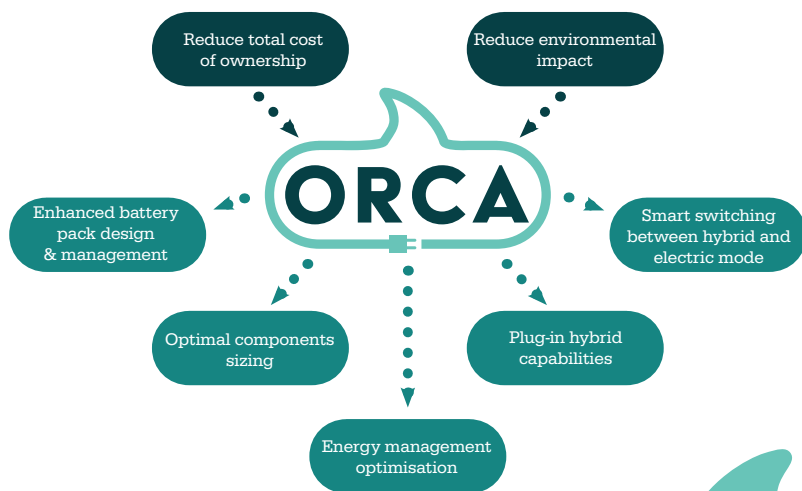 Reduce total cost
of ownership
Reduce environmental
impact
ORCA
Enhanced battery
pack design
& management
Smart switching
between hybrid and
electric mode
Optimal components
sizing
Plug-in hybrid
capabilities
Energy management
optimisation